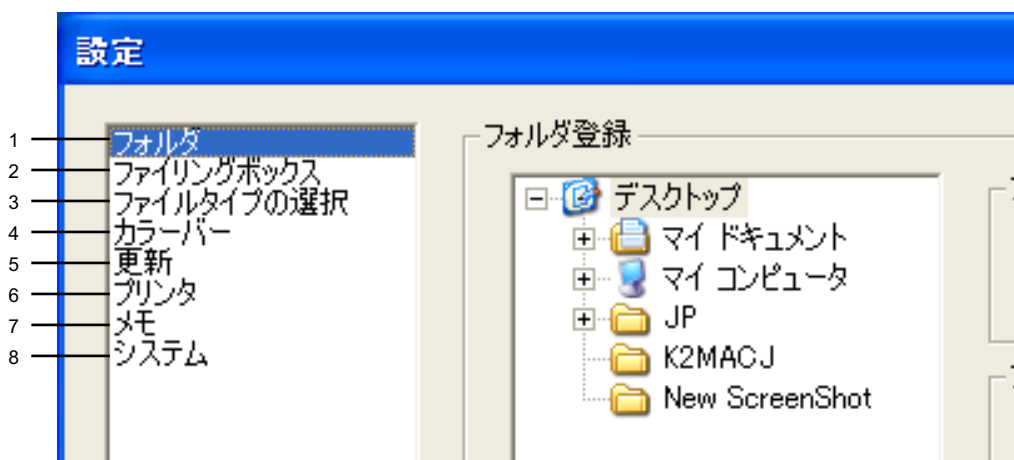 設定
1 フォルダ
2 ファイリングボックス
3 ファイルタイプの選択
4 カラーバー
5 更新
6 プリンタ
7 メモ
8 システム
フォルダ登録
デスクトップ
マイ ドキュメント
マイ コンピュータ
JP
K2MACJ
New ScreenShot